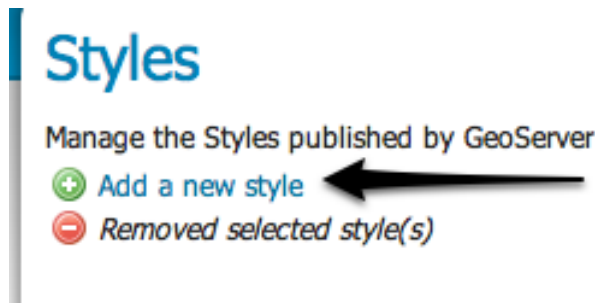 Styles
Manage the Styles published by GeoServer
Add a new style
Removed selected style(s)